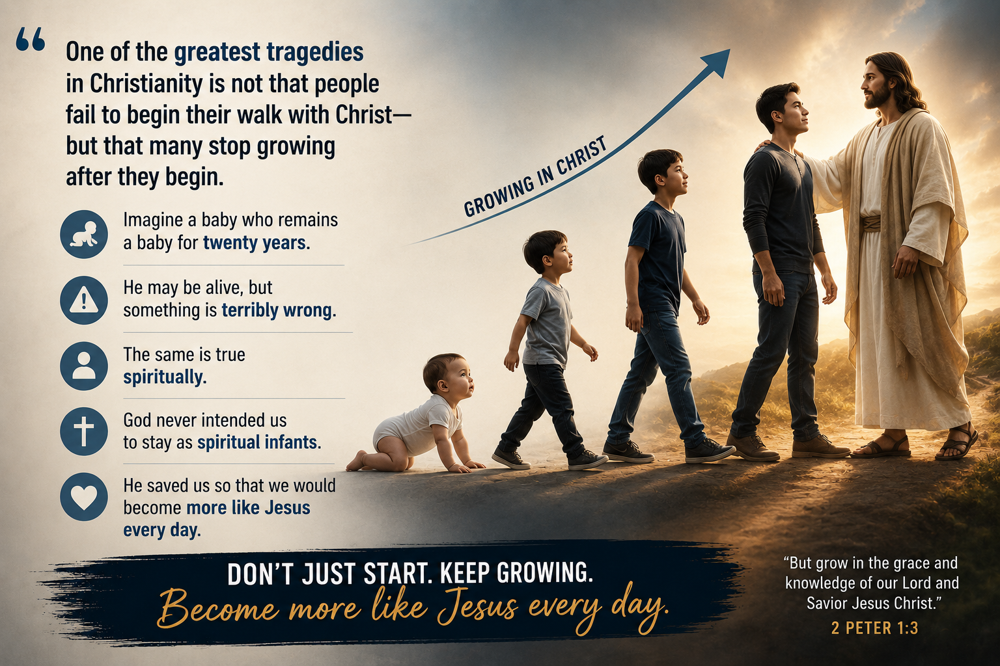 “
One of the greatest tragedies
in Christianity is not that people
fail to begin their walk with Christ—
but that many stop growing
after they begin.
Imagine a baby who remains
a baby for twenty years.
He may be alive, but
something is terribly wrong.
The same is true
spiritually.
God never intended us
to stay as spiritual infants.
He saved us so that we would
become more like Jesus
every day.
GROWING IN CHRIST
DON’T JUST START. KEEP GROWING.
Become more like Jesus every day.
“But grow in the grace and
knowledge of our Lord and
Savior Jesus Christ.”
2 PETER 1:3